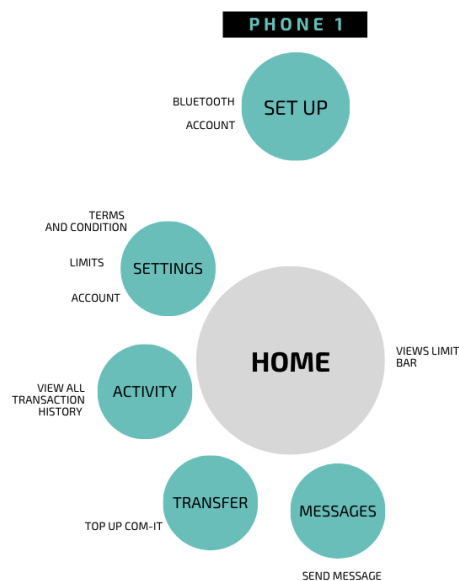 PHONE 1
BLUETOOTH
ACCOUNT
SET UP
TERMS
AND CONDITION
LIMITS
ACCOUNT
SETTINGS
HOME
VIEWS LIMIT
BAR
VIEW ALL
TRANSACTION
HISTORY
ACTIVITY
TRANSFER
TOP UP COM-IT
MESSAGES
SEND MESSAGE